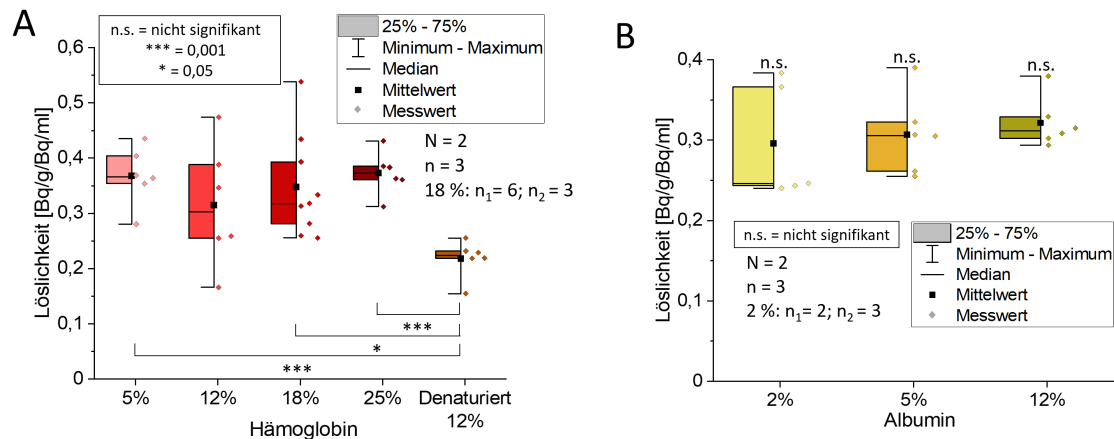 A
n.s. = nicht signifikant
*** = 0,001
* = 0,05
25% - 75%
Minimum - Maximum
Median
Mittelwert
Messwert
N = 2
n = 3
18 %: n1= 6; n2 = 3
Löslichkeit [Bq/g/Bq/ml]
0,6
0,5
0,4
0,3
0,2
0,1
0
***
*
***
5%
12%
18%
25%
Denaturiert
12%
Hämoglobin
B
n.s.
n.s.
n.s.
Löslichkeit [Bq/g/Bq/ml]
0,4
0,3
0,2
0,1
0
n.s. = nicht signifikant
N = 2
n = 3
2 %: n1= 2; n2 = 3
25% - 75%
Minimum - Maximum
Median
Mittelwert
Messwert
2%
5%
12%
Albumin